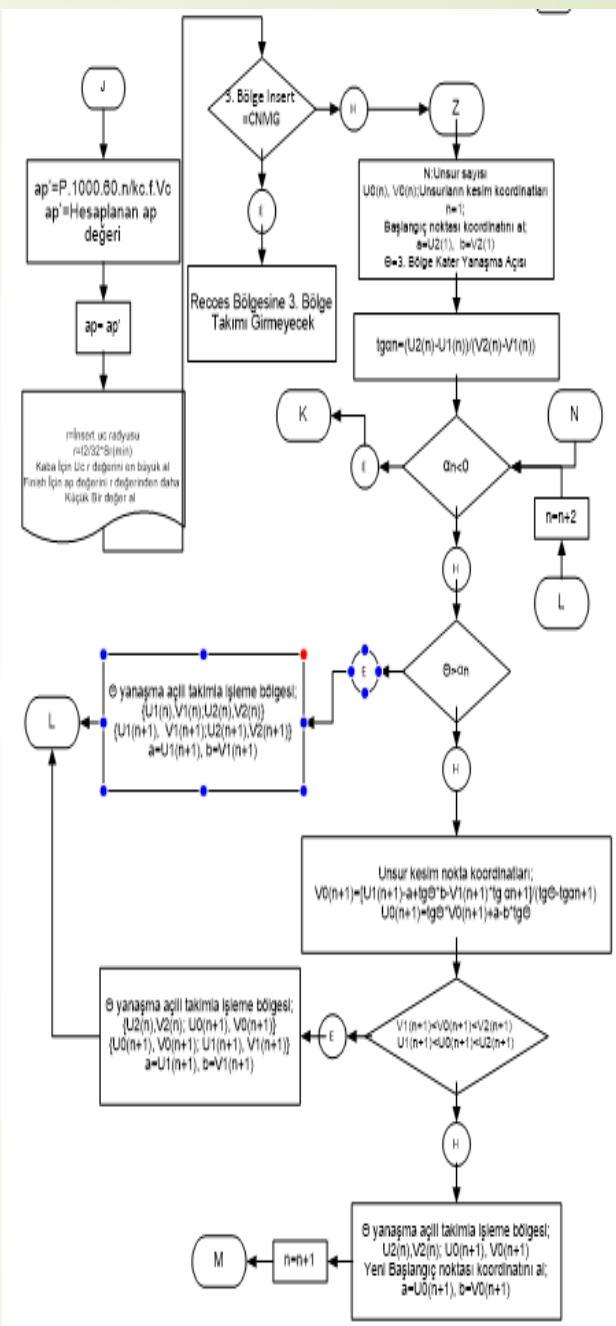 J
ap'=P.1000.60.n/kc.f.Vc
ap'=Hesaplanan ap
değeri
ap= ap'
r=İnsert uc radyusu
r=f2/32*Sr(min)
Kaba İçin Uc r değerini en büyük al
Finish İçin ap değerini r değerinden daha
Küçük Bir değer al
3. Bölge Insert
=CNMG
H
Z
E
Recces Bölgesine 3. Bölge
Takımı Girmeyecek
N:Unsur sayısı
U0(n), V0(n);Unsurların kesim koordinatları
n=1;
Başlangıç noktası koordinatını al;
a=U2(1), b=V2(1)
Θ=3. Bölge Kater Yanaşma Açısı
tgαn=(U2(n)-U1(n))/(V2(n)-V1(n))
K
E
αn<0
N
n=n+2
L
H
Θ>αn
E
Θ yanaşma açılı takımla işleme bölgesi;
{U1(n),V1(n);U2(n),V2(n)}
{U1(n+1), V1(n+1);U2(n+1),V2(n+1)}
a=U1(n+1), b=V1(n+1)
L
H
Unsur kesim nokta koordinatları;
V0(n+1)=[U1(n+1)-a+tgΘ*b-V1(n+1)*tg αn+1]/(tgΘ-tgαn+1)
U0(n+1)=tgΘ*V0(n+1)+a-b*tgΘ
V1(n+1)<V0(n+1)<V2(n+1)
U1(n+1)<U0(n+1)<U2(n+1)
E
Θ yanaşma açılı takımla işleme bölgesi;
{U2(n),V2(n); U0(n+1), V0(n+1)}
{U0(n+1), V0(n+1); U1(n+1), V1(n+1)}
a=U1(n+1), b=V1(n+1)
H
Θ yanaşma açılı takımla işleme bölgesi;
U2(n),V2(n); U0(n+1), V0(n+1)
Yeni Başlangıç noktası koordinatını al;
a=U0(n+1), b=V0(n+1)
n=n+1
M